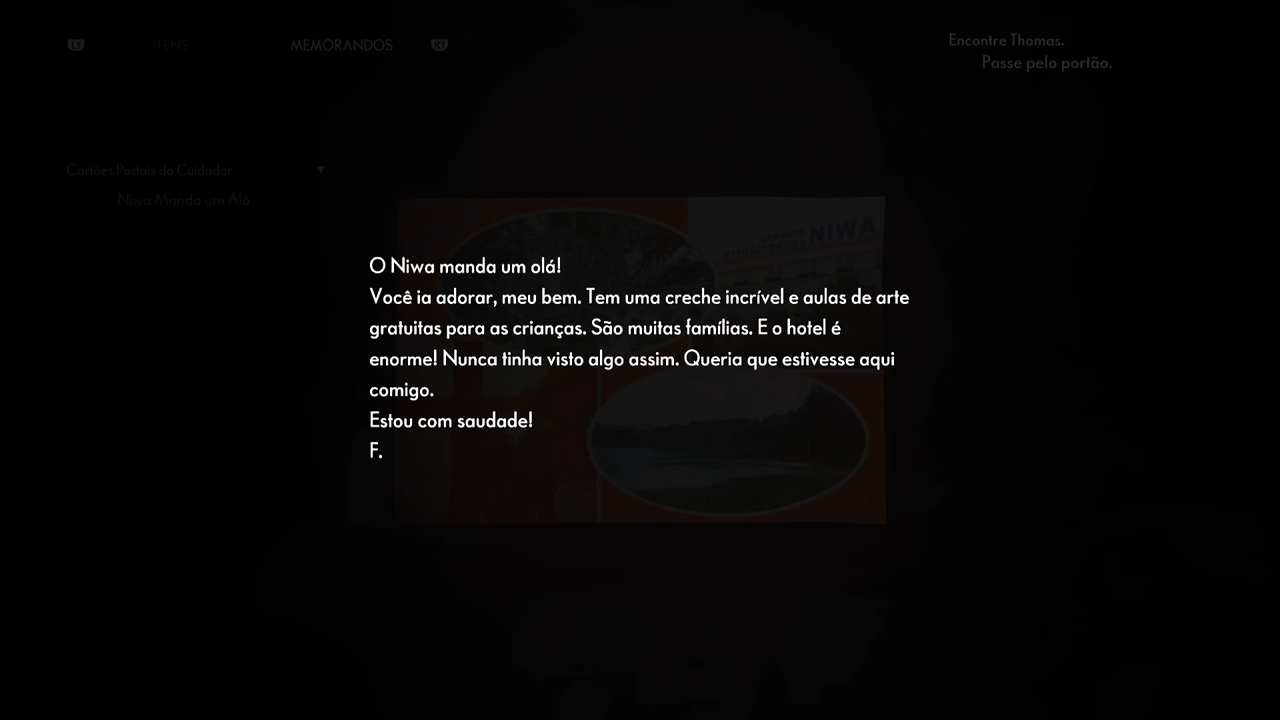 L1 ITENS MEMORANDOS R1
Encontre Thomas.
Passe pelo portão.
Cartões Postais do Cuidador
Niwa Manda um Alô
NIWA
O Niwa manda um olá!
Você ia adorar, meu bem. Tem uma creche incrível e aulas de arte
gratuitas para as crianças. São muitas famílias. E o hotel é
enorme! Nunca tinha visto algo assim. Queria que estivesse aqui
comigo.
Estou com saudade!
F.